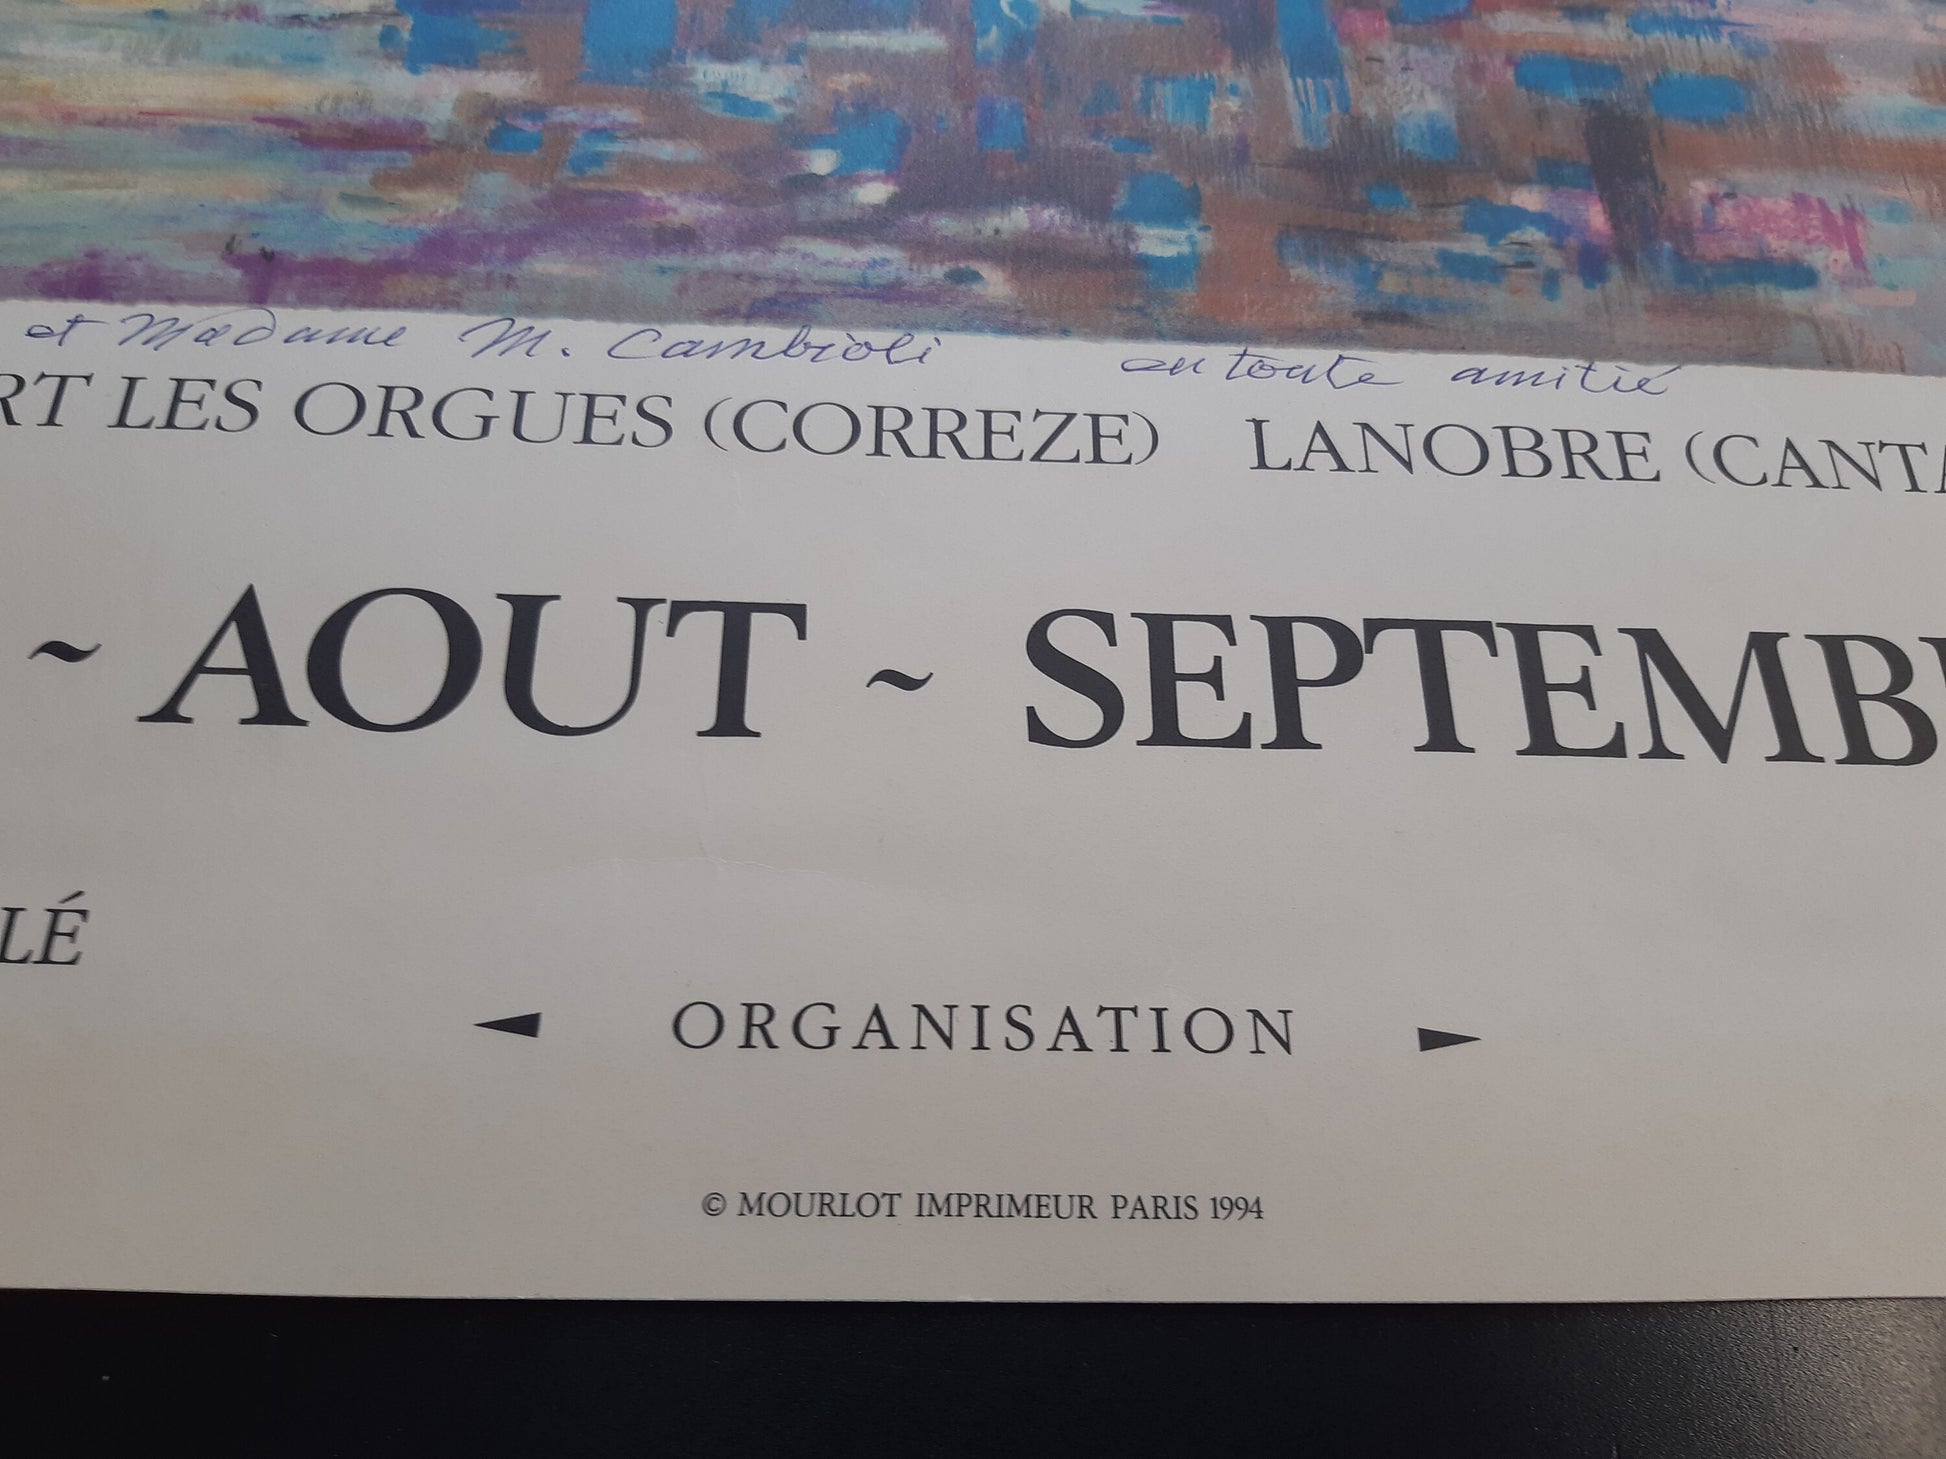 et Madame M. Cambioli en toute amitié
RT LES ORGUES (CORREZE) LANOBRE (CANTA
~ AOUT ~ SEPTEMB
LÉ
◄ ORGANISATION ►
© MOURLOT IMPRIMEUR PARIS 1994